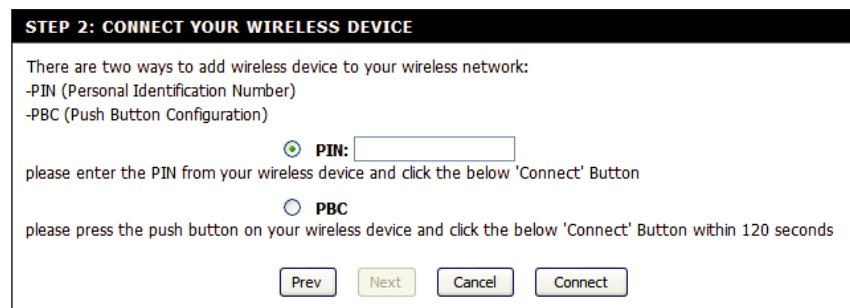 STEP 2: CONNECT YOUR WIRELESS DEVICE
There are two ways to add wireless device to your wireless network:
-PIN (Personal Identification Number)
-PBC (Push Button Configuration)
PIN:
please enter the PIN from your wireless device and click the below 'Connect' Button
PBC
please press the push button on your wireless device and click the below 'Connect' Button within 120 seconds
Prev Next Cancel Connect